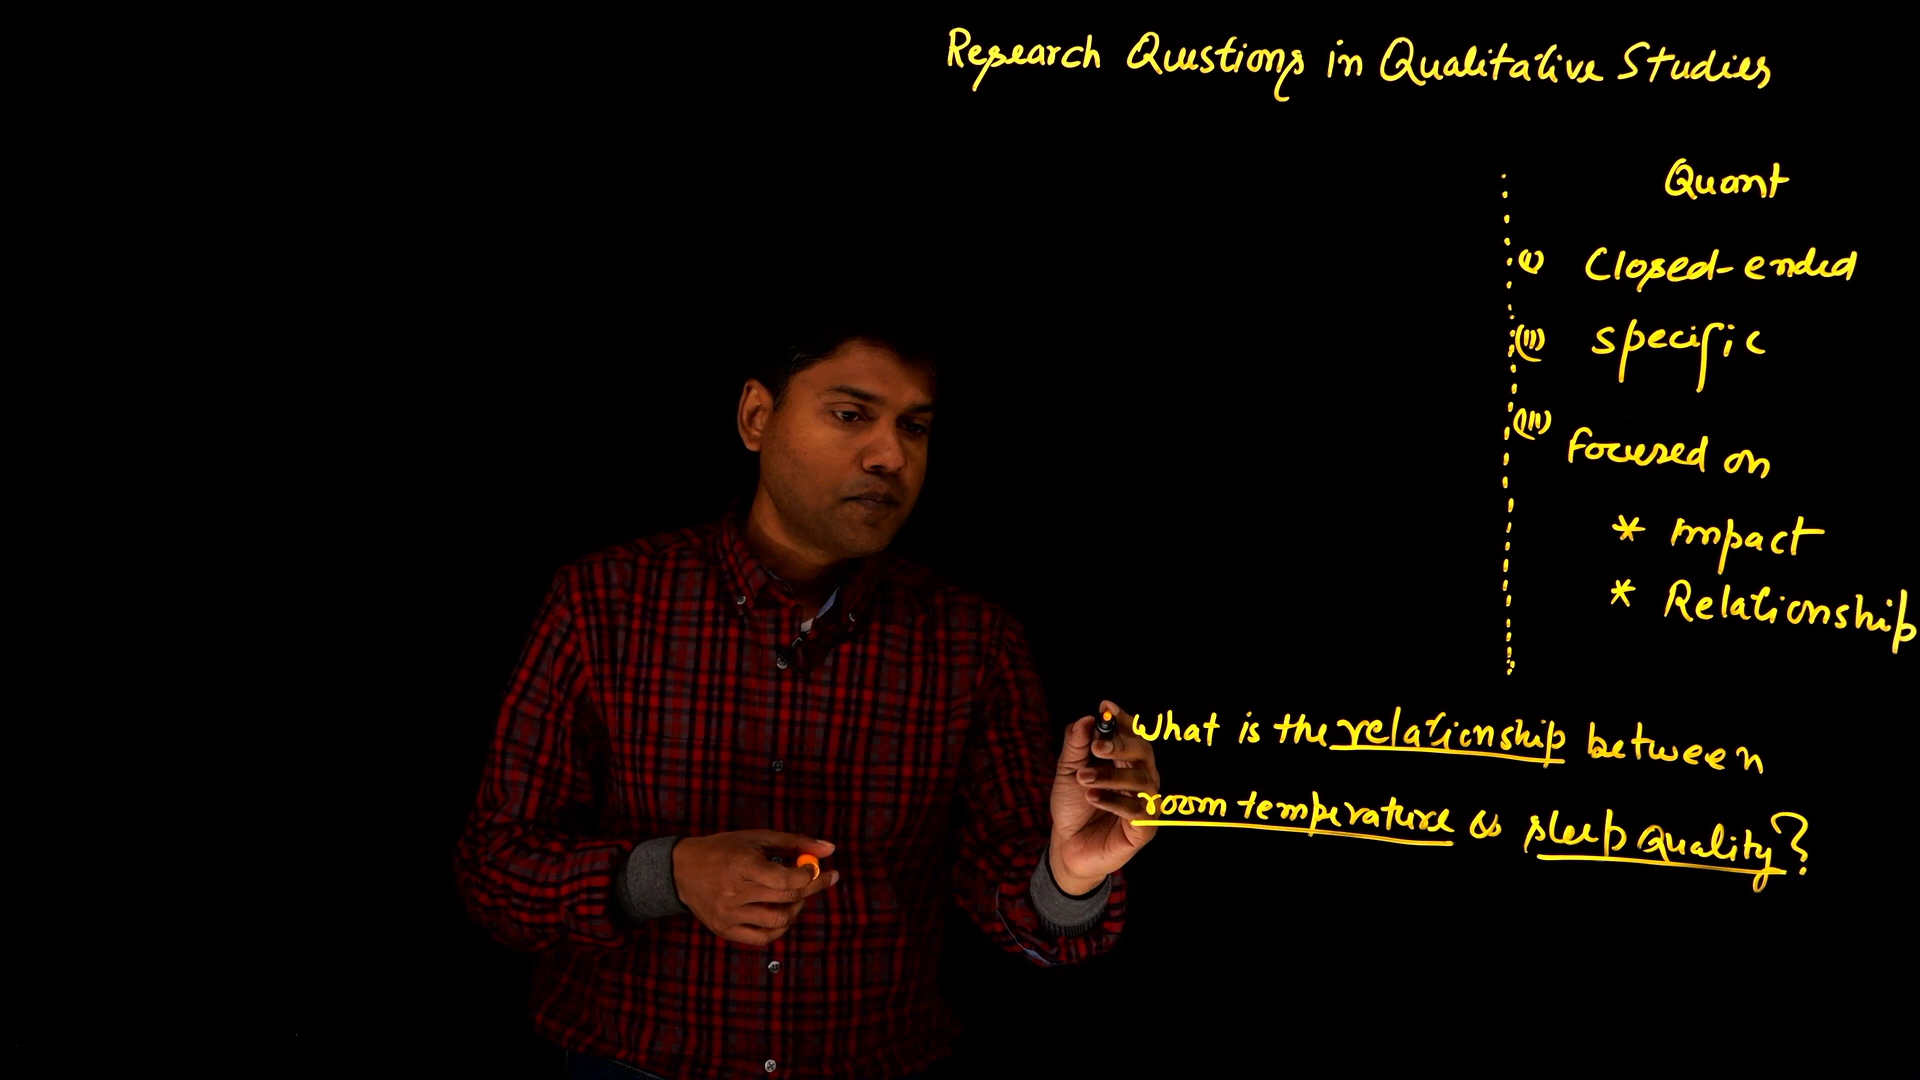 Research Questions in Qualitative Studies
Quant
(i) Closed-ended
(ii) specific
(iii) Focused on
* Impact
* Relationship
What is the relationship between
room temperature & sleep quality?